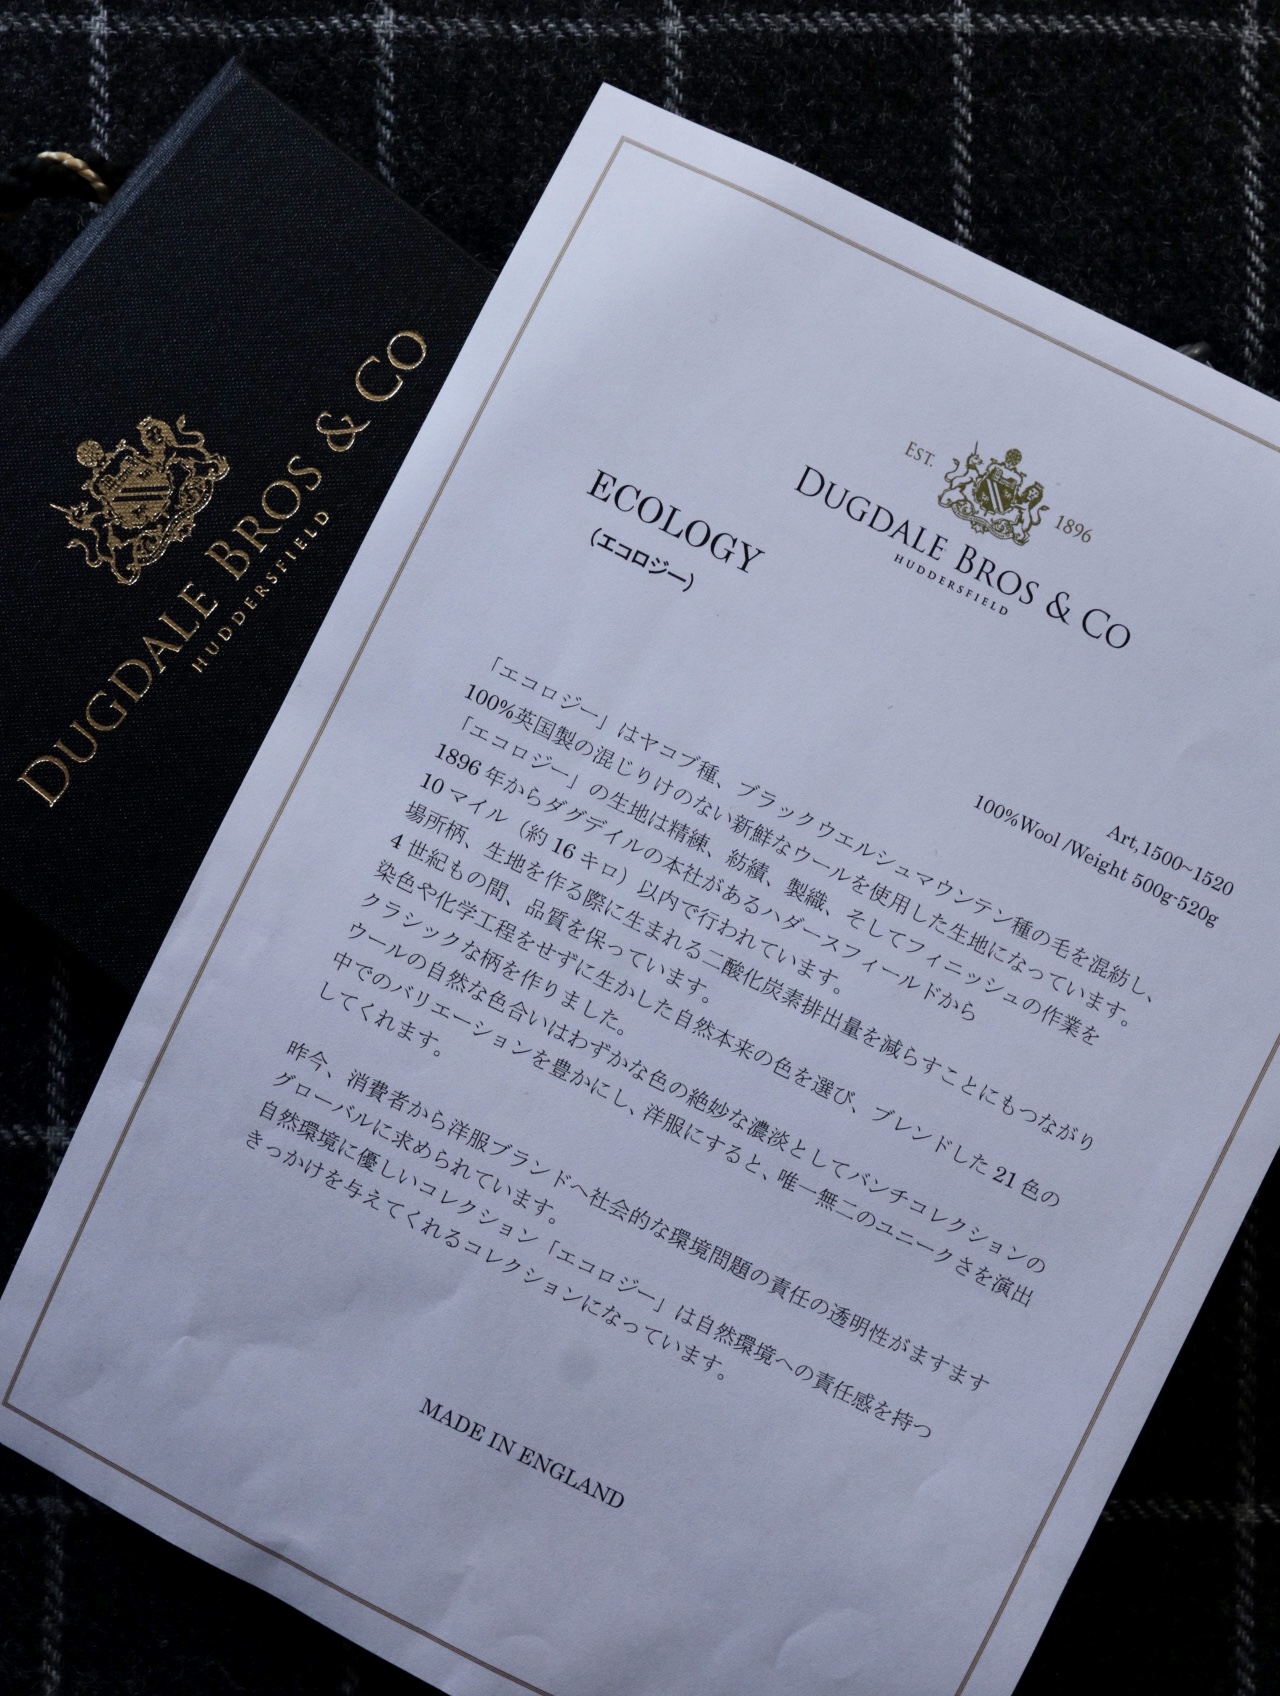 DUGDALE BROS & CO
HUDDERSFIELD
EST. 1896
DUGDALE BROS & CO
HUDDERSFIELD
ECOLOGY
(エコロジー)
Art,1500~1520
100%Wool /Weight 500g-520g
「エコロジー」はヤコブ種、ブラックウエルシュマウンテン種の毛を混紡し、
100%英国製の混じりけのない新鮮なウールを使用した生地になっています。
「エコロジー」の生地は精練、紡績、製織、そしてフィニッシュの作業を
1896 年からダグデイルの本社があるハダースフィールドから
10 マイル（約 16 キロ）以内で行われています。
場所柄、生地を作る際に生まれる二酸化炭素排出量を減らすことにもつながり
4 世紀もの間、品質を保っています。
染色や化学工程をせずに生かした自然本来の色を選び、ブレンドした 21 色の
クラシックな柄を作りました。
ウールの自然な色合いはわずかな色の絶妙な濃淡としてバンチコレクションの
中でのバリエーションを豊かにし、洋服にすると、唯一無二のユニークさを演出
してくれます。
昨今、消費者から洋服ブランドへ社会的な環境問題の責任の透明性がますます
グローバルに求められています。
自然環境に優しいコレクション「エコロジー」は自然環境への責任感を持つ
きっかけを与えてくれるコレクションになっています。
MADE IN ENGLAND